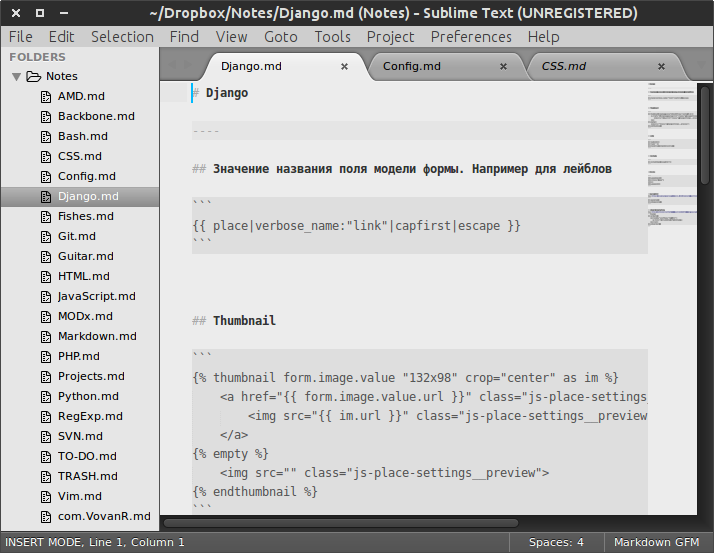 ~/Dropbox/Notes/Django.md (Notes) - Sublime Text (UNREGISTERED)
File Edit Selection Find View Goto Tools Project Preferences Help
FOLDERS
Notes
AMD.md
Backbone.md
Bash.md
CSS.md
Config.md
Django.md
Fishes.md
Git.md
Guitar.md
HTML.md
JavaScript.md
MODx.md
Markdown.md
PHP.md
Projects.md
Python.md
RegExp.md
SVN.md
TO-DO.md
TRASH.md
Vim.md
com.VovanR.md
Django.md × Config.md × CSS.md ×
# Django
----
## Значение названия поля модели формы. Например для лейблов
```
{{ place|verbose_name:"link"|capfirst|escape }}
```
## Thumbnail
```
{% thumbnail form.image.value "132x98" crop="center" as im %}
<a href="{{ form.image.value.url }}" class="js-place-settings_
<img src="{{ im.url }}" class="js-place-settings__preview
</a>
{% empty %}
<img src="" class="js-place-settings__preview">
{% endthumbnail %}
```
INSERT MODE, Line 1, Column 1
Spaces: 4
Markdown GFM